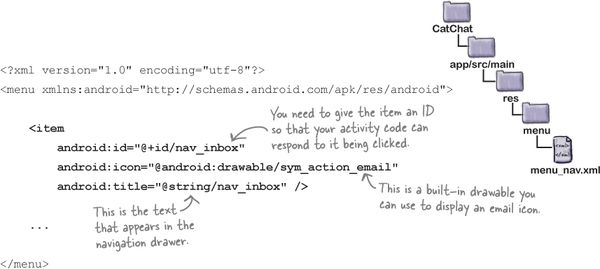 CatChat
app/src/main
res
menu
<xml>
</xml>
menu_nav.xml
<?xml version="1.0" encoding="utf-8"?>
<menu xmlns:android="http://schemas.android.com/apk/res/android">
<item
android:id="@+id/nav_inbox"
android:icon="@android:drawable/sym_action_email"
android:title="@string/nav_inbox" />
...
</menu>
You need to give the item an ID
so that your activity code can
respond to it being clicked.
This is a built-in drawable you
can use to display an email icon.
This is the text
that appears in the
navigation drawer.